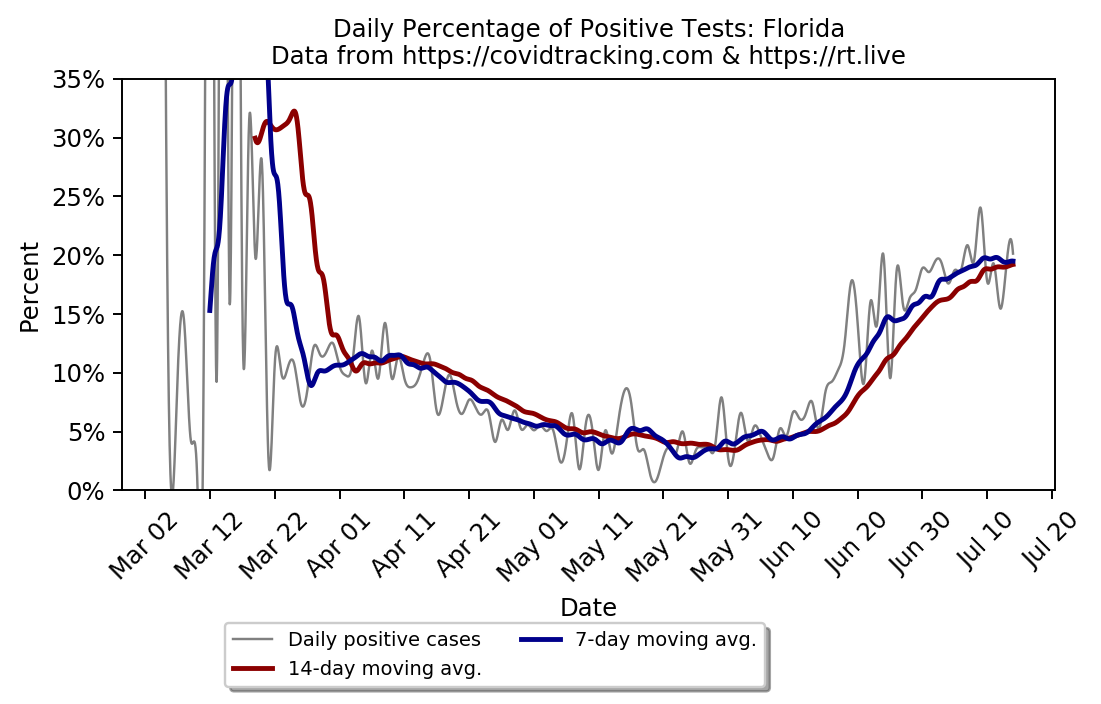 Daily Percentage of Positive Tests: Florida
Data from https://covidtracking.com & https://rt.live
35%
30%
25%
20%
15%
10%
5%
0%
Percent
Mar 02
Mar 12
Mar 22
Apr 01
Apr 11
Apr 21
May 01
May 11
May 21
May 31
Jun 10
Jun 20
Jun 30
Jul 10
Jul 20
Date
Daily positive cases
14-day moving avg.
7-day moving avg.